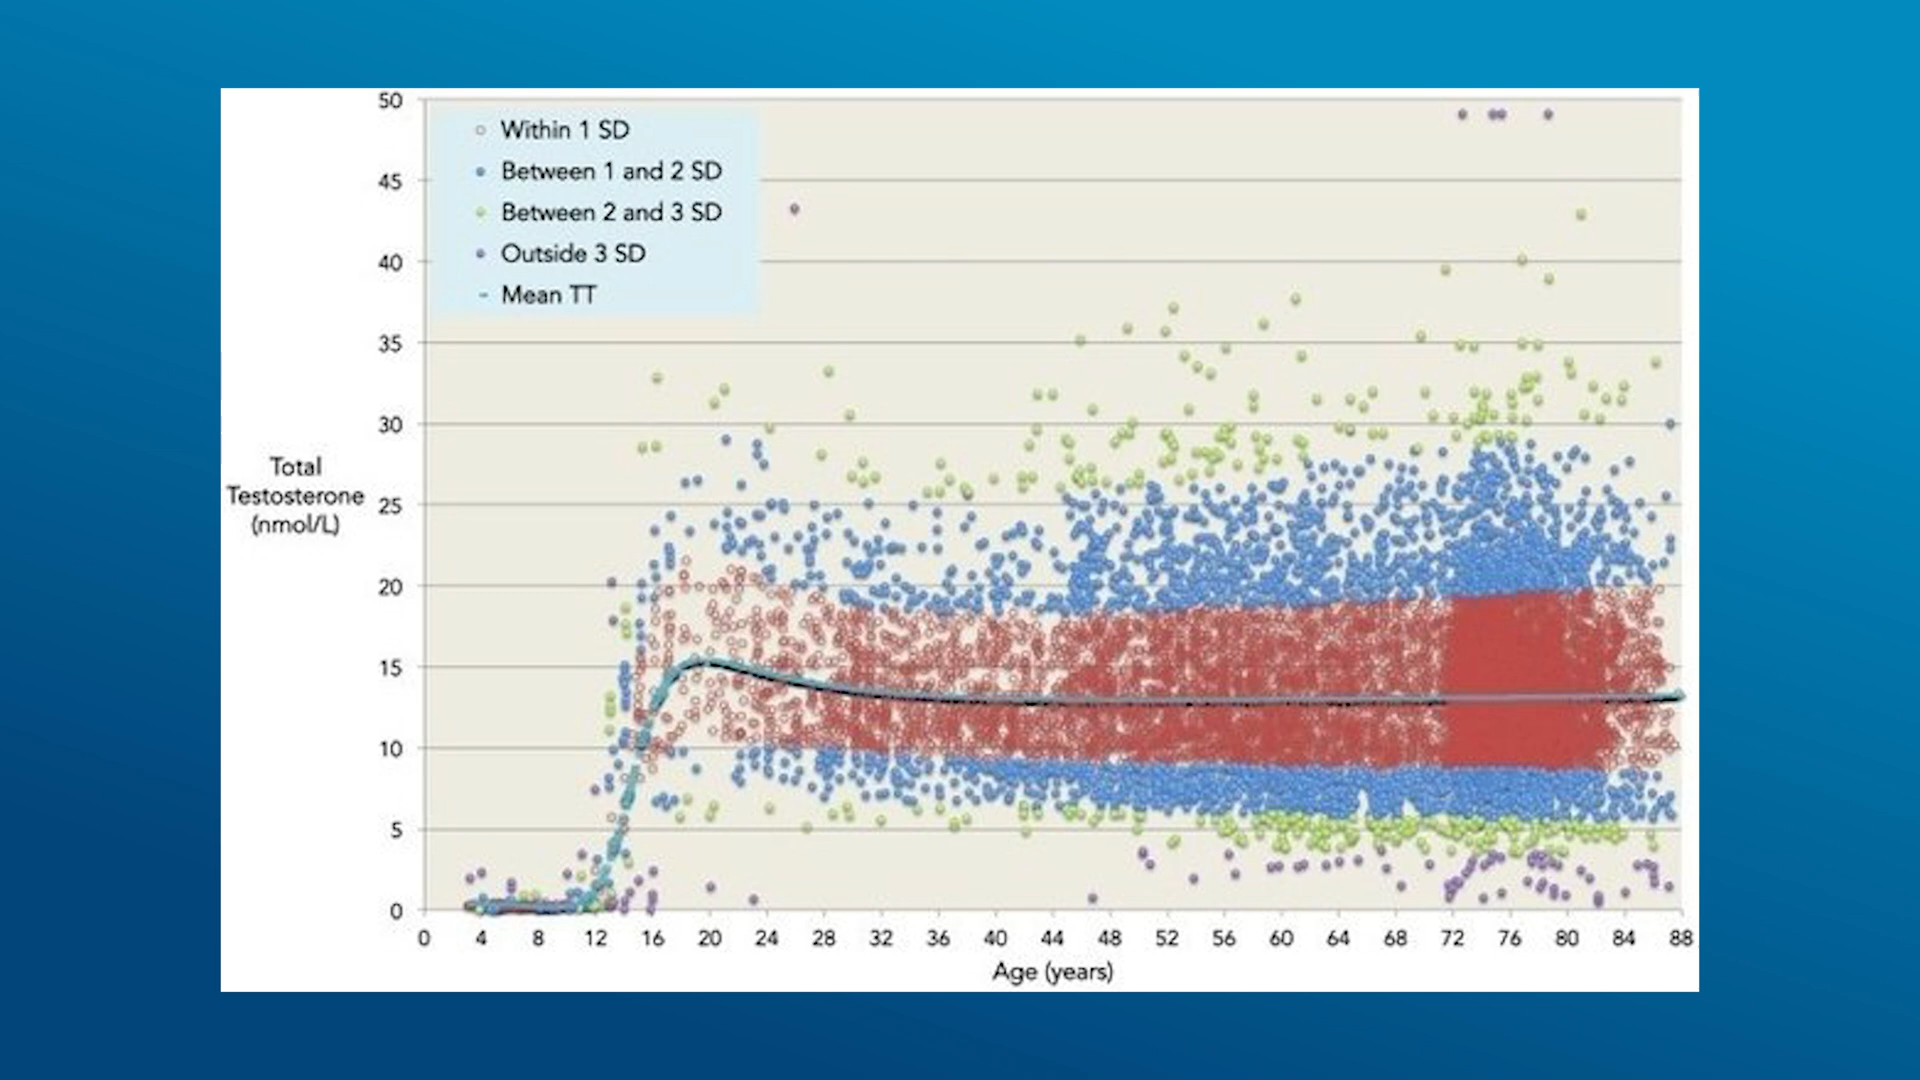 50
45
40
35
30
25
20
15
10
5
0
Within 1 SD
Between 1 and 2 SD
Between 2 and 3 SD
Outside 3 SD
Mean TT
Total
Testosterone
(nmol/L)
0 4 8 12 16 20 24 28 32 36 40 44 48 52 56 60 64 68 72 76 80 84 88
Age (years)